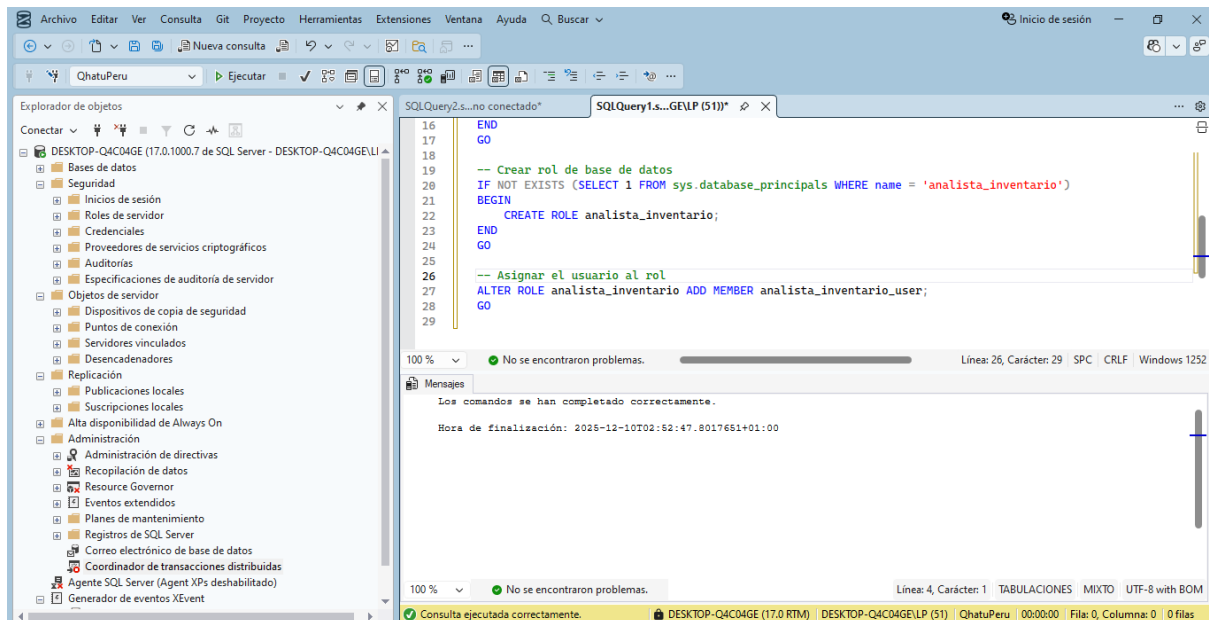 Archivo Editar Ver Consulta Git Proyecto Herramientas Extensiones Ventana Ayuda Buscar Inicio de sesión
Nueva consulta
QhatuPeru Ejecutar
Explorador de objetos
Conectar
DESKTOP-Q4C04GE (17.0.1000.7 de SQL Server - DESKTOP-Q4C04GE\LI
Bases de datos
Seguridad
Inicios de sesión
Roles de servidor
Credenciales
Proveedores de servicios criptográficos
Auditorías
Especificaciones de auditoría de servidor
Objetos de servidor
Dispositivos de copia de seguridad
Puntos de conexión
Servidores vinculados
Desencadenadores
Replicación
Publicaciones locales
Suscripciones locales
Alta disponibilidad de Always On
Administración
Administración de directivas
Recopilación de datos
Resource Governor
Eventos extendidos
Planes de mantenimiento
Registros de SQL Server
Correo electrónico de base de datos
Coordinador de transacciones distribuidas
Agente SQL Server (Agent XPs deshabilitado)
Generador de eventos XEvent
SQLQuery2.s...no conectado* SQLQuery1.s...GE\LP (51))*
16 END
17 GO
18
19 -- Crear rol de base de datos
20 IF NOT EXISTS (SELECT 1 FROM sys.database_principals WHERE name = 'analista_inventario')
21 BEGIN
22 CREATE ROLE analista_inventario;
23 END
24 GO
25
26 -- Asignar el usuario al rol
27 ALTER ROLE analista_inventario ADD MEMBER analista_inventario_user;
28 GO
29
100 % No se encontraron problemas. Línea: 26, Carácter: 29 SPC CRLF Windows 1252
Mensajes
Los comandos se han completado correctamente.
Hora de finalización: 2025-12-10T02:52:47.8017651+01:00
100 % No se encontraron problemas. Línea: 4, Carácter: 1 TABULACIONES MIXTO UTF-8 with BOM
Consulta ejecutada correctamente. DESKTOP-Q4C04GE (17.0 RTM) DESKTOP-Q4C04GE\LP (51) QhatuPeru 00:00:00 Fila: 0, Columna: 0 0 filas